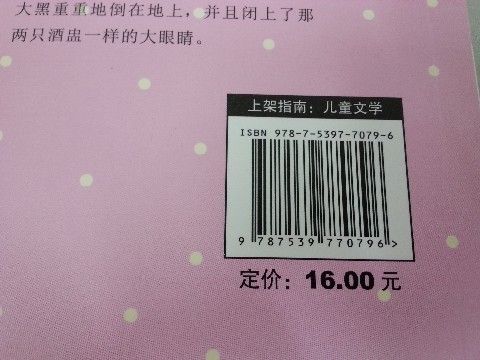 大黑重重地倒在地上，并且闭上了那
两只酒盅一样的大眼睛。
上架指南：儿童文学
ISBN 978-7-5397-7079-6
9 787539 770796 >
定价：16.00 元